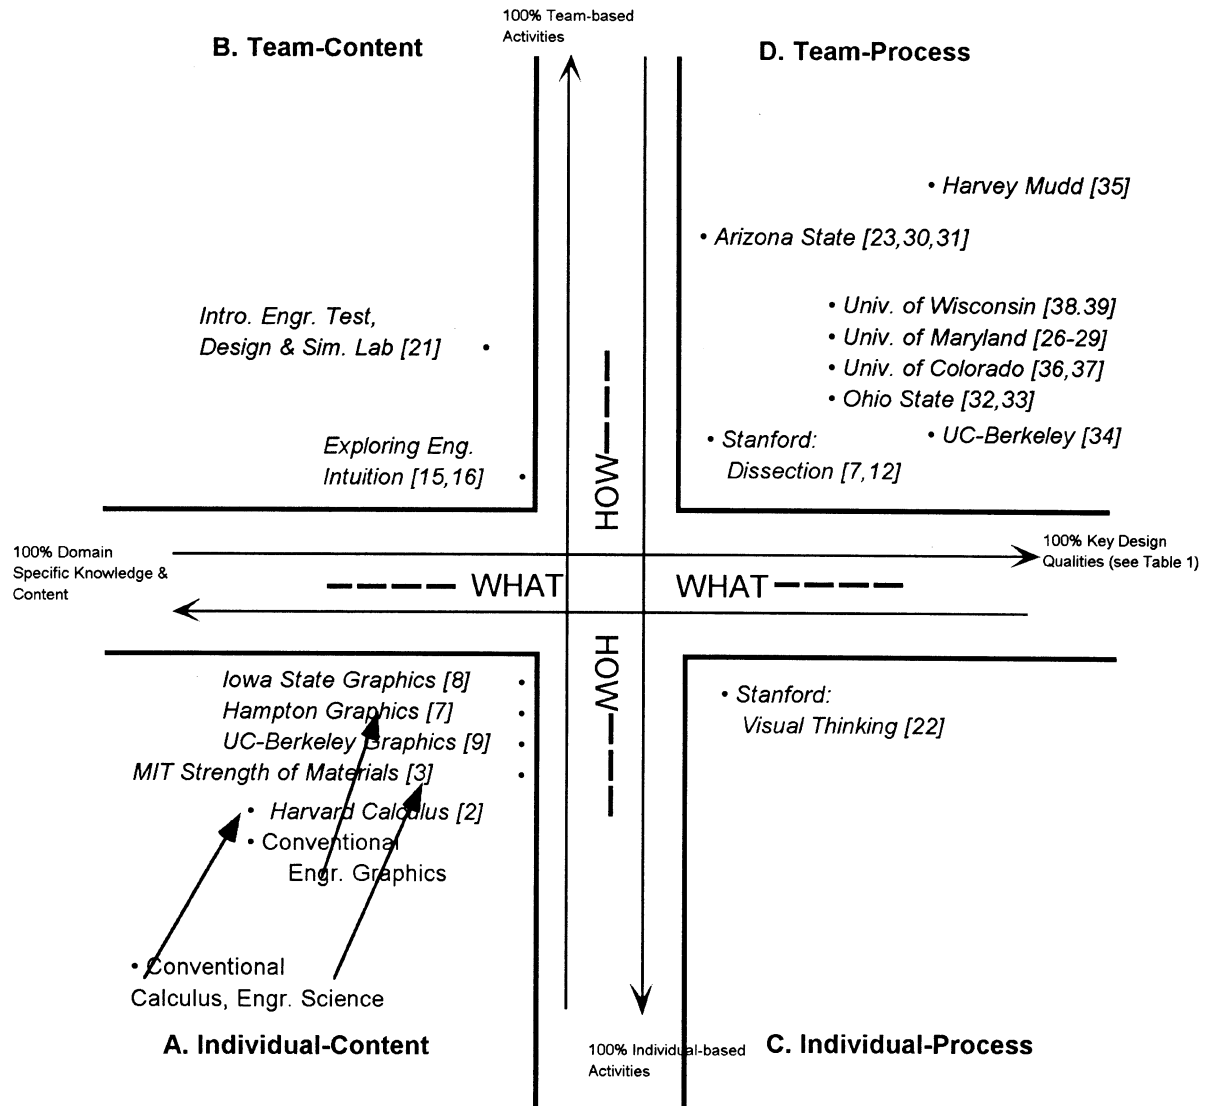 100% Team-based
Activities
B. Team-Content
D. Team-Process
• Harvey Mudd [35]
• Arizona State [23,30,31]
Intro. Engr. Test,
Design & Sim. Lab [21] •
• Univ. of Wisconsin [38.39]
• Univ. of Maryland [26-29]
• Univ. of Colorado [36,37]
• Ohio State [32,33]
• UC-Berkeley [34]
• Stanford:
Dissection [7,12]
Exploring Eng.
Intuition [15,16] •
HOW
100% Domain
Specific Knowledge &
Content
100% Key Design
Qualities (see Table 1)
WHAT
WHAT
HOW
Iowa State Graphics [8] •
Hampton Graphics [7] •
UC-Berkeley Graphics [9] •
MIT Strength of Materials [3] •
• Harvard Calculus [2]
• Conventional
Engr. Graphics
• Stanford:
Visual Thinking [22]
• Conventional
Calculus, Engr. Science
A. Individual-Content
100% Individual-based
Activities
C. Individual-Process